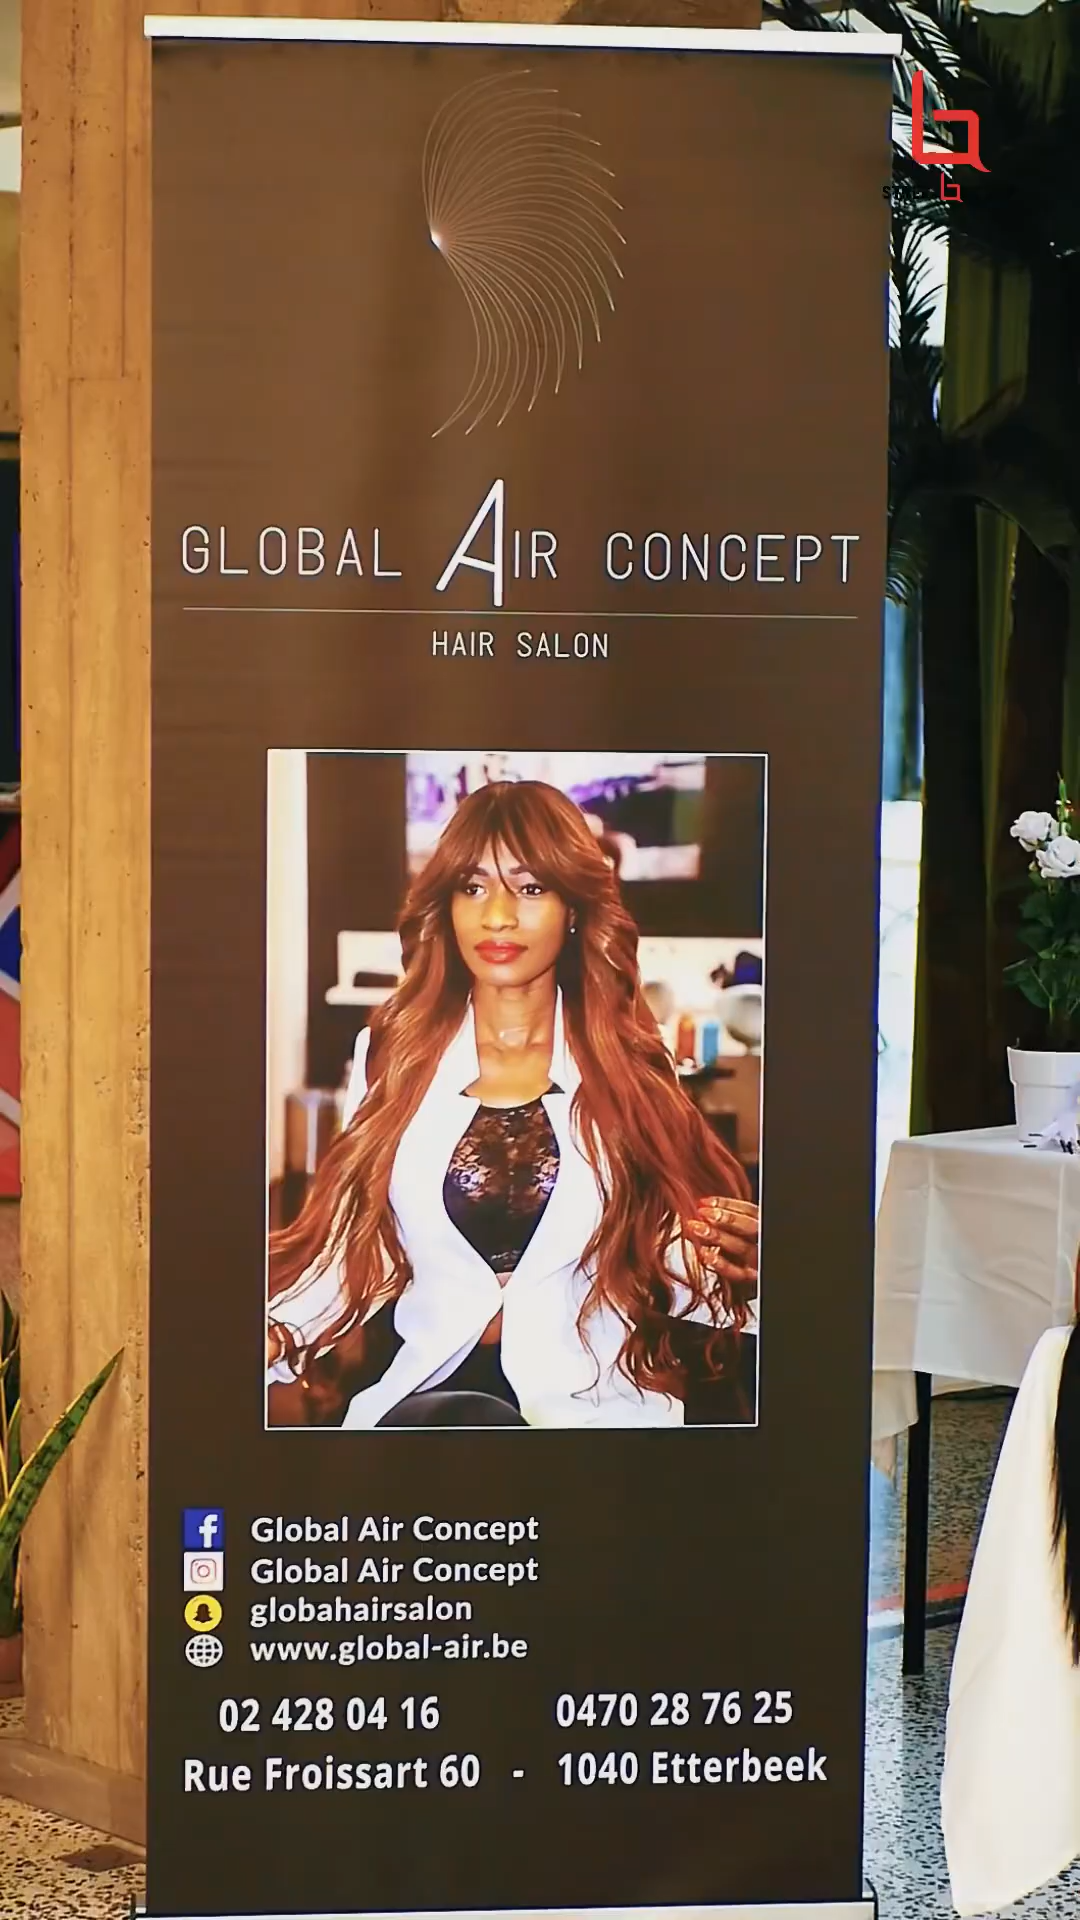 GLOBAL AIR CONCEPT
HAIR SALON
Global Air Concept
Global Air Concept
globahairsalon
www.global-air.be
02 428 04 16 0470 28 76 25
Rue Froissart 60 - 1040 Etterbeek